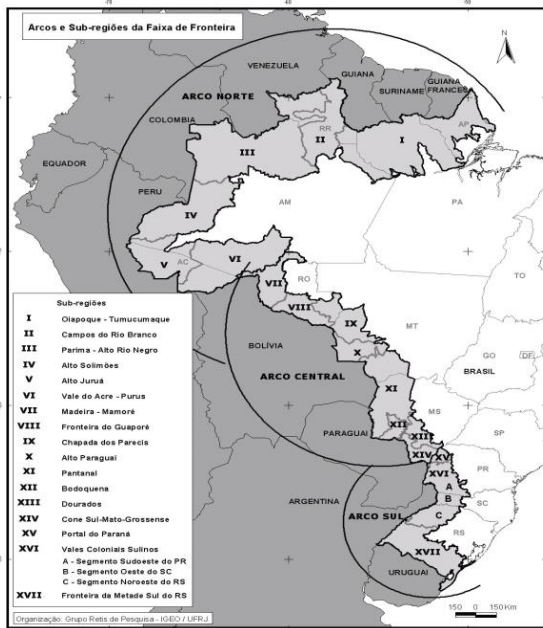 Arcos e Sub-regiões da Faixa de Fronteira
N
VENEZUELA
GUIANA
GUIANA FRANCESA
SURINAME
ARCO NORTE
COLOMBIA
RR
AP
I
II
III
EQUADOR
PERU
IV
AM
PA
V
AC
VI
VII
RO
VIII
IX
X
MT
TO
GO
DF
BRASIL
BOLÍVIA
ARCO CENTRAL
XI
MS
XII
XIII
XIV
XV
XVI
PARAGUAI
SP
PR
A
B
C
SC
RS
ARGENTINA
ARCO SUL
XVII
URUGUAI
Sub-regiões
I Oiapoque - Tumucumaque
II Campos do Rio Branco
III Parima - Alto Rio Negro
IV Alto Solimões
V Alto Juruá
VI Vale do Acre - Purus
VII Madeira - Mamoré
VIII Fronteira do Guaporé
IX Chapada dos Parecis
X Alto Paraguai
XI Pantanal
XII Bodoquena
XIII Dourados
XIV Cone Sul-Mato-Grossense
XV Portal do Paraná
XVI Vales Coloniais Sulinos
A - Segmento Sudoeste do PR
B - Segmento Oeste do SC
C - Segmento Noroeste do RS
XVII Fronteira da Metade Sul do RS
150 0 150 Km
Organização: Grupo Retis de Pesquisa - IGEO / UFRJ.